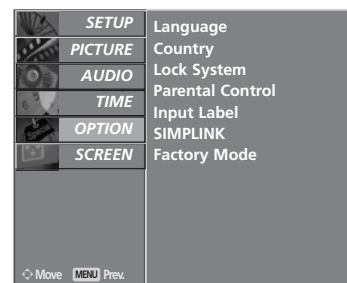 SETUP
PICTURE
AUDIO
TIME
OPTION
SCREEN
Move MENU Prev.
Language
Country
Lock System
Parental Control
Input Label
SIMPLINK
Factory Mode